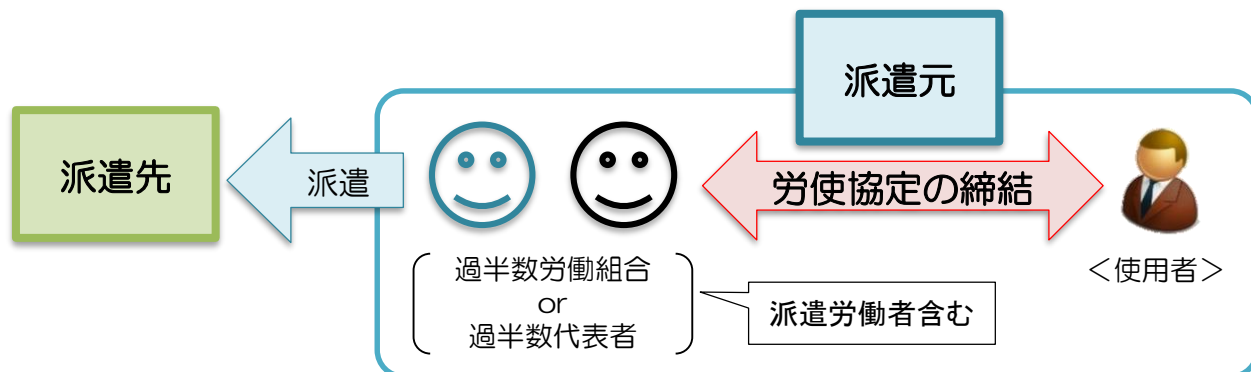 派遣元
派遣先
派遣
労使協定の締結
過半数労働組合
or
過半数代表者
派遣労働者含む
＜使用者＞